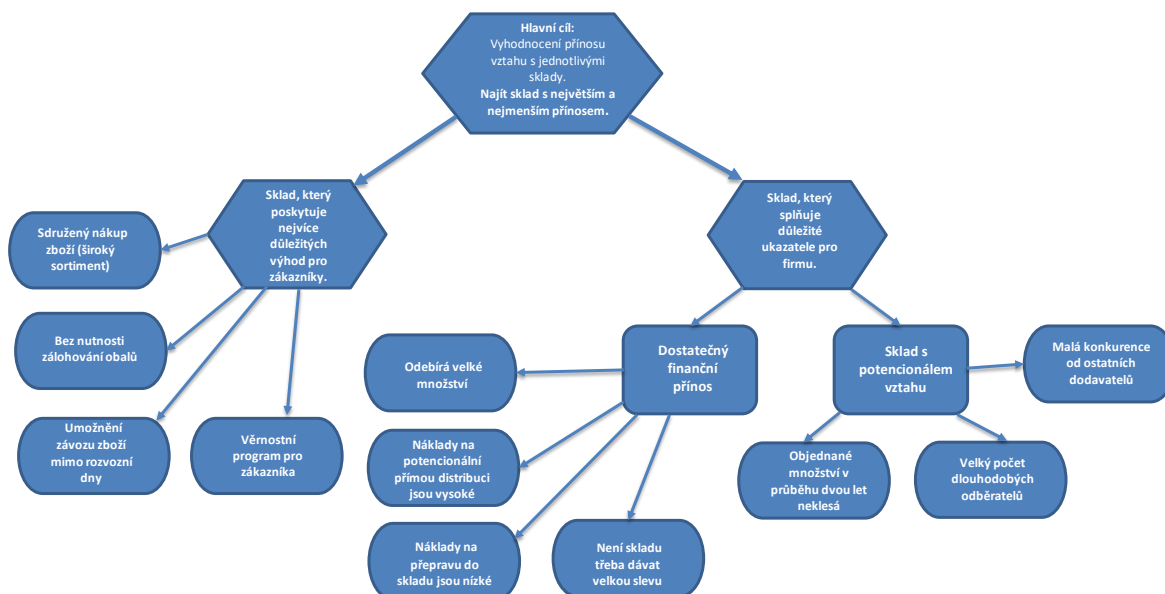 Hlavní cíl:
Vyhodnocení přínosu
vztahu s jednotlivými
sklady.
Najít sklad s největším a
nejmenším přínosem.
Sklad, který
poskytuje
nejvíce
důležitých
výhod pro
zákazníky.
Sklad, který
splňuje
důležité
ukazatele pro
firmu.
Sdružený nákup
zboží (široký
sortiment)
Bez nutnosti
zálohování obalů
Umožnění
závozu zboží
mimo rozvozní
dny
Věrnostní
program pro
zákazníka
Dostatečný
finanční
přínos
Sklad s
potencionálem
vztahu
Malá konkurence
od ostatních
dodavatelů
Odebírá velké
množství
Náklady na
potencionální
přímou distribuci
jsou vysoké
Náklady na
přepravu do
skladu jsou nízké
Není skladu
třeba dávat
velkou slevu
Objednané
množství v
průběhu dvou let
neklesá
Velký počet
dlouhodobých
odběratelů